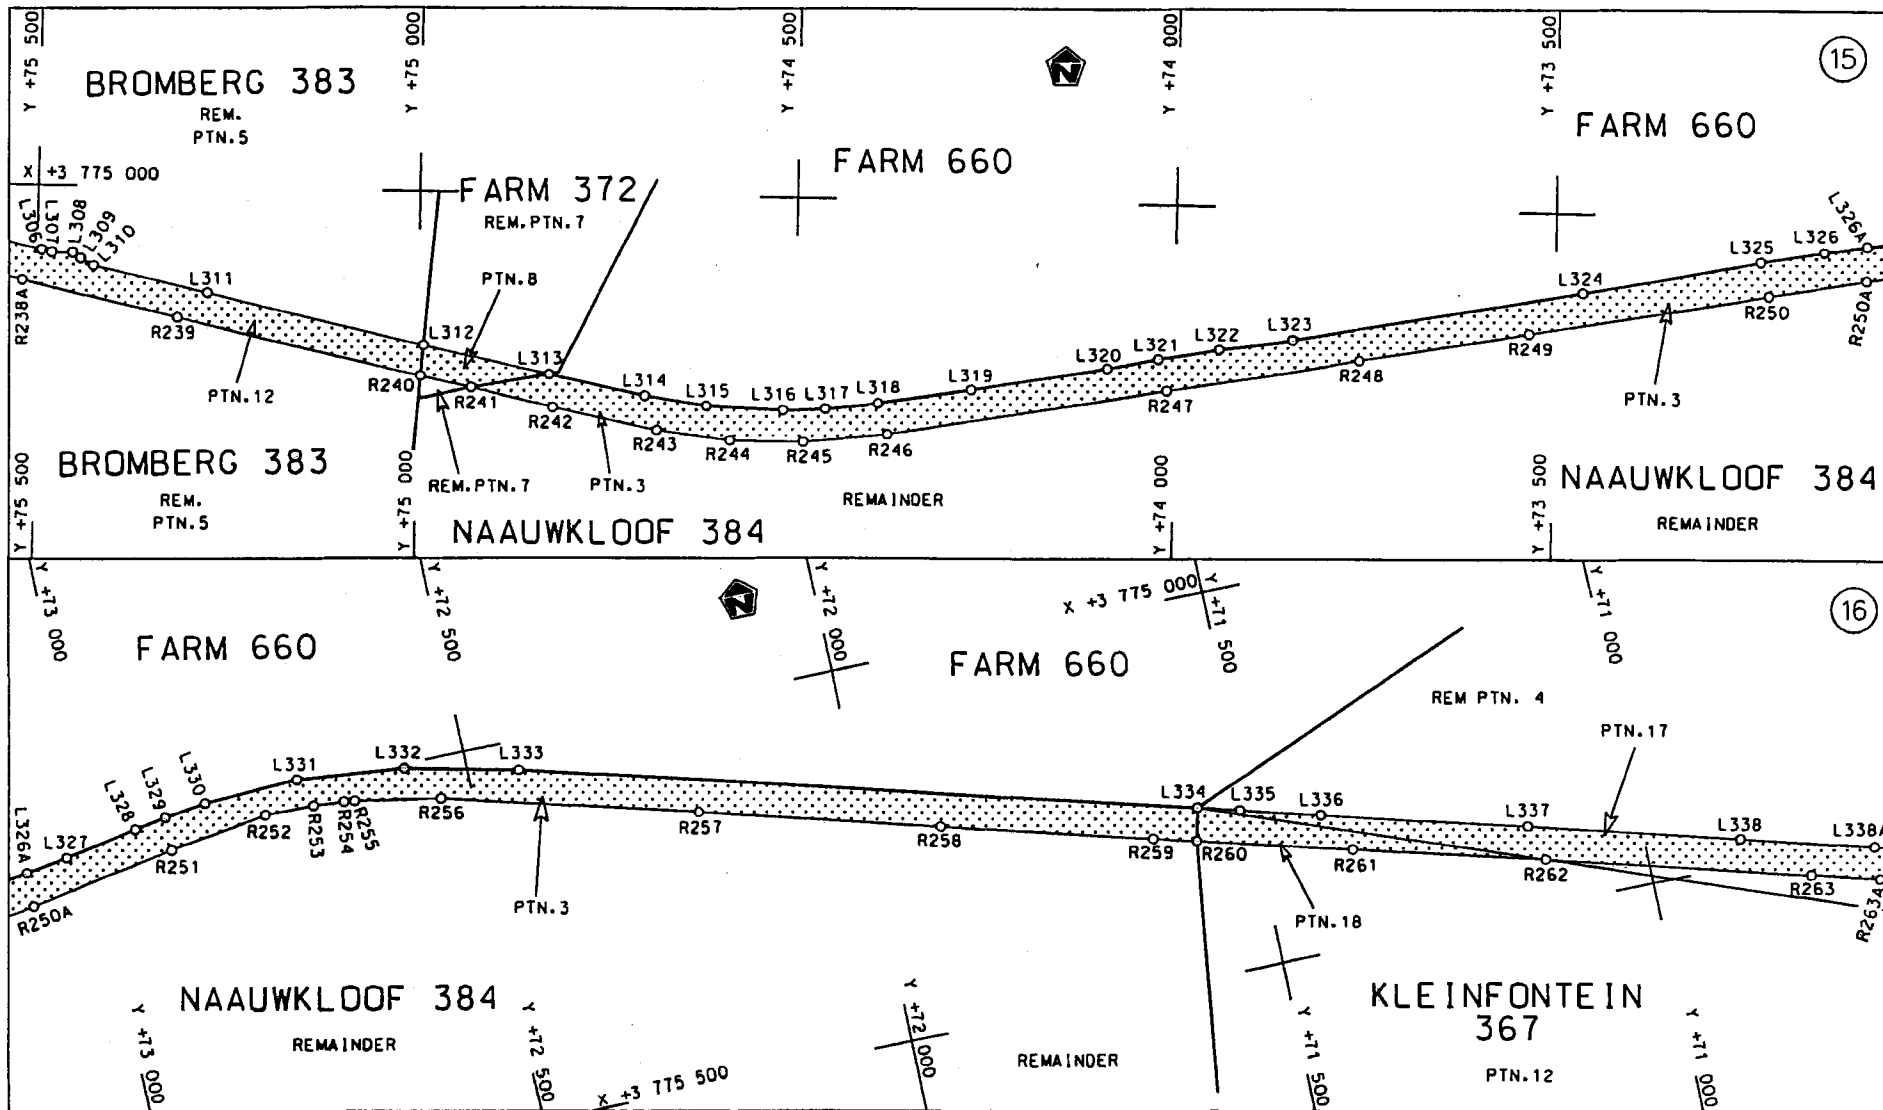 Y +75 500
Y +75 000
Y +74 500
Y +74 000
Y +73 500
15
BROMBERG 383
REM.
PTN.5
N
FARM 660
FARM 660
X +3 775 000
FARM 372
REM.PTN.7
L306
L307
L308
L309
L310
L311
L312
L313
L314
L315
L316
L317
L318
L319
L320
L321
L322
L323
L324
L325
L326
L326A
PTN.8
R238A
R239
R240
R241
R242
R243
R244
R245
R246
R247
R248
R249
R250
R250A
PTN.12
PTN.3
BROMBERG 383
REM.
PTN.5
REM.PTN.7
PTN.3
REMAINDER
NAAUWKLOOF 384
NAAUWKLOOF 384
REMAINDER
Y +75 500
Y +75 000
Y +74 000
Y +73 500
Y +73 000
Y +72 500
Y +72 000
X +3 775 000
Y +71 500
Y +71 000
16
N
FARM 660
FARM 660
REM PTN. 4
PTN.17
L326A
L327
L328
L329
L330
L331
L332
L333
L334
L335
L336
L337
L338
L338A
R250A
R251
R252
R253
R254
R255
R256
R257
R258
R259
R260
R261
R262
R263
R263A
PTN.3
PTN.18
NAAUWKLOOF 384
REMAINDER
REMAINDER
KLEINFONTEIN
367
PTN.12
Y +73 000
Y +72 500
X +3 775 500
Y +72 000
Y +71 500
Y +71 000